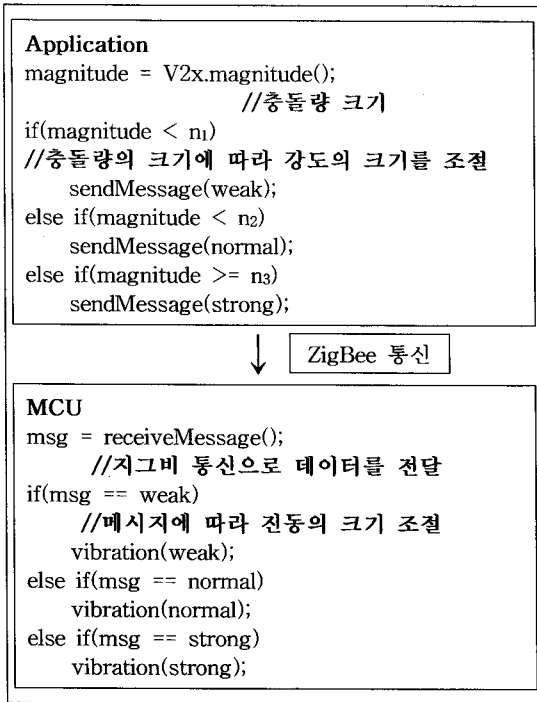 Application
magnitude = V2x.magnitude();
//충돌량 크기
if(magnitude < n₁)
//충돌량의 크기에 따라 강도의 크기를 조절
sendMessage(weak);
else if(magnitude < n₂)
sendMessage(normal);
else if(magnitude >= n₃)
sendMessage(strong);
ZigBee 통신
MCU
msg = receiveMessage();
//지그비 통신으로 데이터를 전달
if(msg == weak)
//메시지에 따라 진동의 크기 조절
vibration(weak);
else if(msg == normal)
vibration(normal);
else if(msg == strong)
vibration(strong);